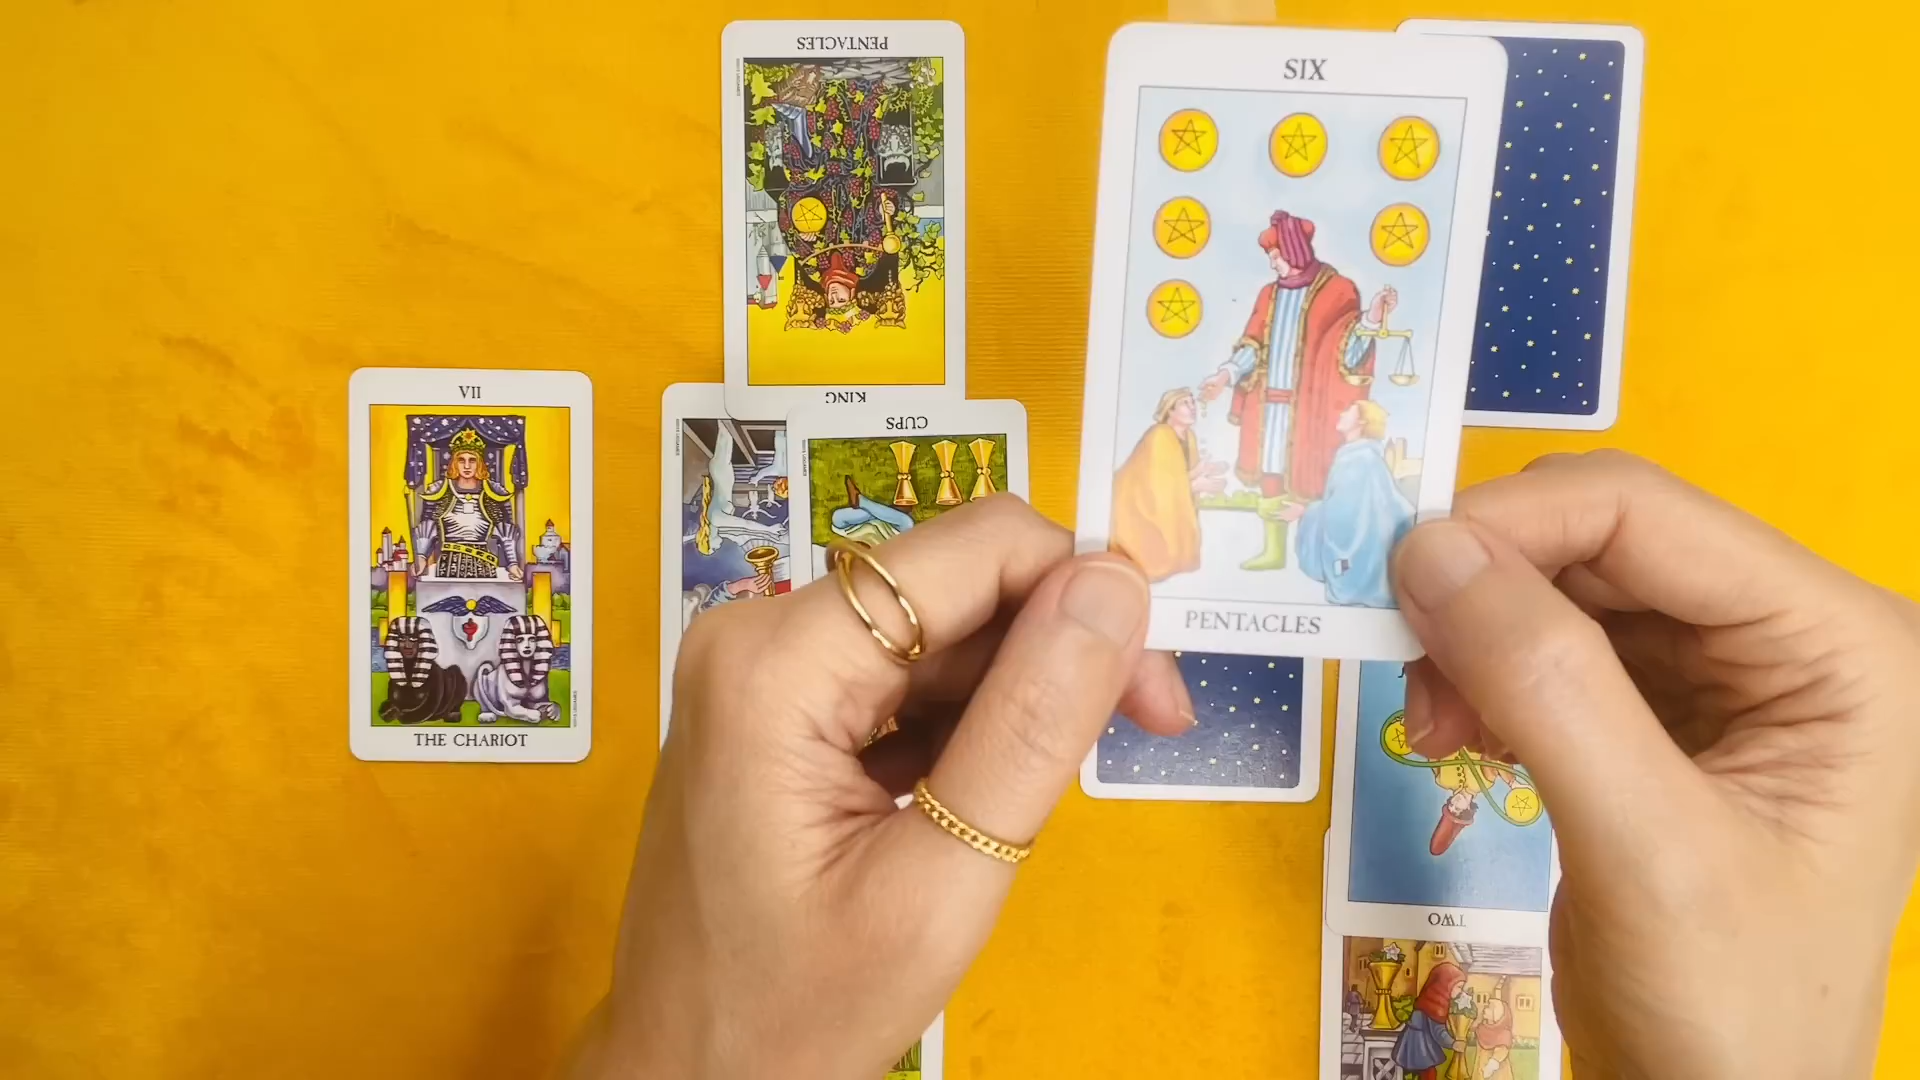 PENTACLES
SIX
VII
KING
CUPS
THE CHARIOT
PENTACLES
TWO